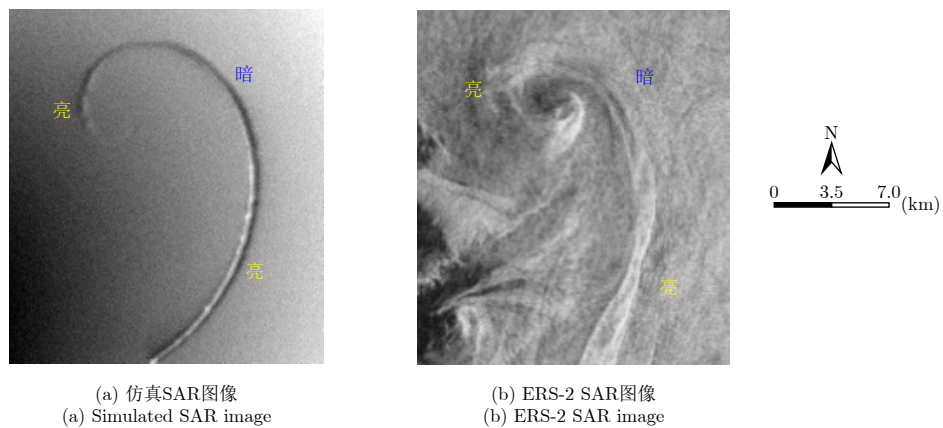 亮
暗
亮
亮
暗
亮
N
0 3.5 7.0 (km)
(a) 仿真SAR图像
(a) Simulated SAR image
(b) ERS-2 SAR图像
(b) ERS-2 SAR image